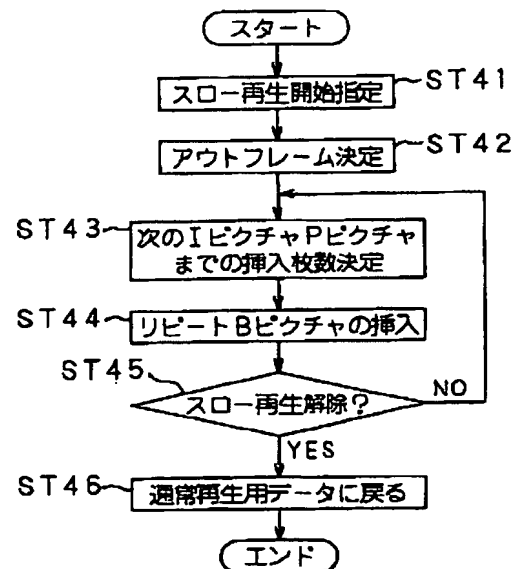 スタート
スロー再生開始指定
ST41
アウトフレーム決定
ST42
ST43
次のIピクチャPピクチャ
までの挿入枚数決定
ST44
リピートBピクチャの挿入
ST45
スロー再生解除?
NO
YES
ST46
通常再生用データに戻る
エンド